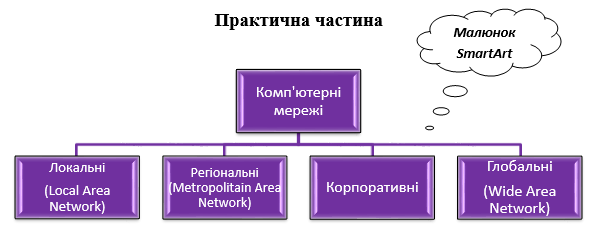 Практична частина
Малюнок
SmartArt
Комп'ютерні
мережі
Локальні
(Local Area
Network)
Регіональні
(Metropolitain Area
Network)
Корпоративні
Глобальні
(Wide Area
Network)